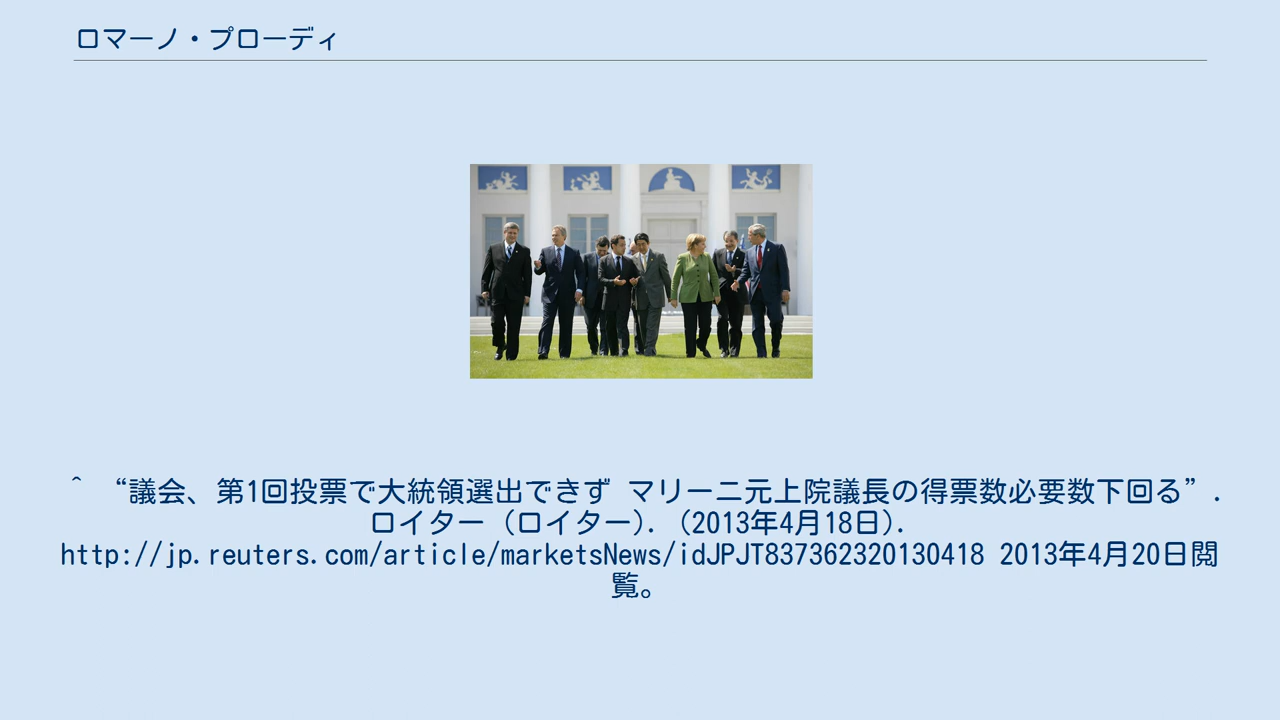 ロマーノ・プローディ
^ “議会、第1回投票で大統領選出できず マリーニ元上院議長の得票数必要数下回る”.
ロイター (ロイター). (2013年4月18日).
http://jp.reuters.com/article/marketsNews/idJPJT837362320130418 2013年4月20日閲
覧。